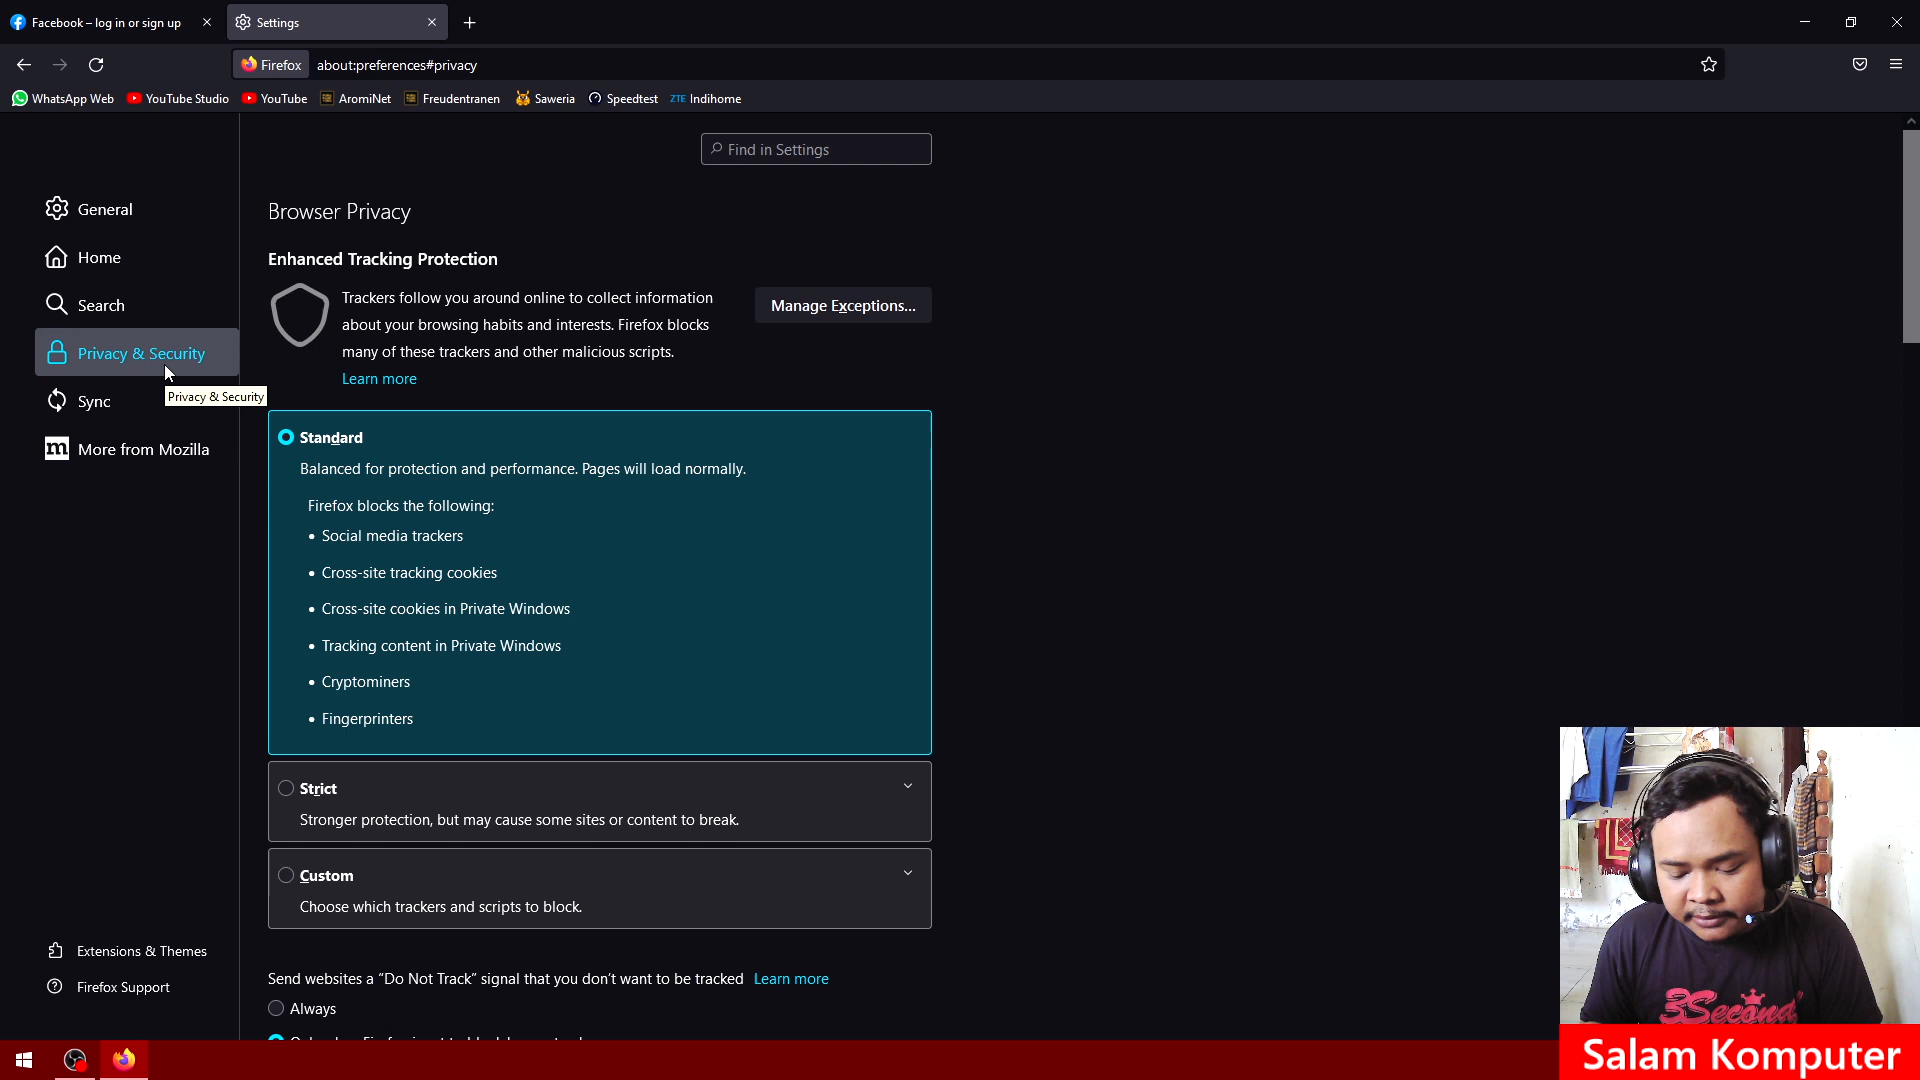 Facebook – log in or sign up
Settings
Firefox
about:preferences#privacy
WhatsApp Web
YouTube Studio
YouTube
AromiNet
Freudentranen
Saweria
Speedtest
ZTE Indihome
Find in Settings
General
Home
Search
Privacy & Security
Privacy & Security
Sync
m More from Mozilla
Extensions & Themes
Firefox Support
Browser Privacy
Enhanced Tracking Protection
Trackers follow you around online to collect information
about your browsing habits and interests. Firefox blocks
many of these trackers and other malicious scripts.
Learn more
Manage Exceptions...
Standard
Balanced for protection and performance. Pages will load normally.
Firefox blocks the following:
• Social media trackers
• Cross-site tracking cookies
• Cross-site cookies in Private Windows
• Tracking content in Private Windows
• Cryptominers
• Fingerprinters
Strict
Stronger protection, but may cause some sites or content to break.
Custom
Choose which trackers and scripts to block.
Send websites a “Do Not Track” signal that you don’t want to be tracked Learn more
Always
3Second
Salam Komputer